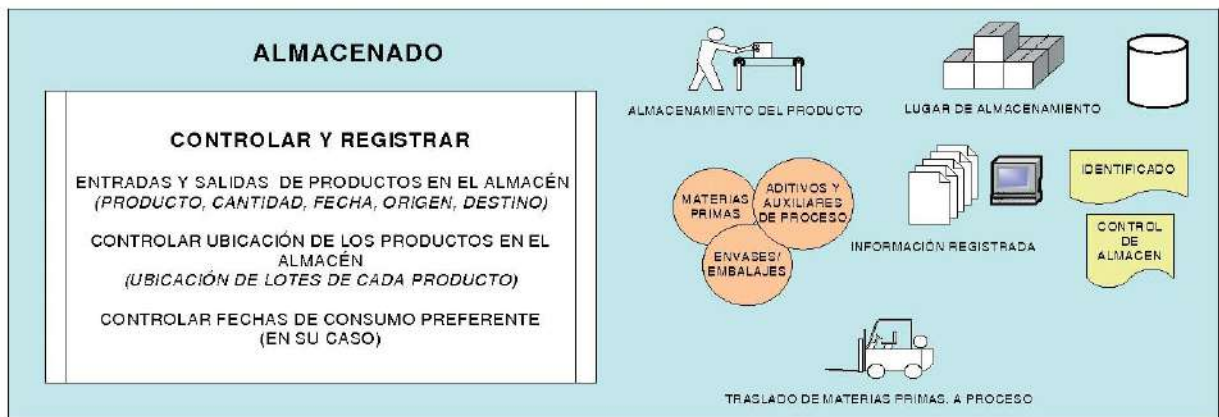 ALMACENADO
CONTROLAR Y REGISTRAR
ENTRADAS Y SALIDAS DE PRODUCTOS EN EL ALMACÉN
(PRODUCTO, CANTIDAD, FECHA, ORIGEN, DESTINO)
CONTROLAR UBICACIÓN DE LOS PRODUCTOS EN EL
ALMACÉN
(UBICACIÓN DE LOTES DE CADA PRODUCTO)
CONTROLAR FECHAS DE CONSUMO PREFERENTE
(EN SU CASO)
ALMACENAMIENTO DEL PRODUCTO
LUGAR DE ALMACENAMIENTO
MATERIAS
PRIMAS
ADITIVOS Y
AUXILIARES
DE PROCESO
ENVASES/
EMBALAJES
INFORMACIÓN REGISTRADA
IDENTIFICADO
CONTROL
DE
ALMACEN
TRASLADO DE MATERIAS PRIMAS. A PROCESO